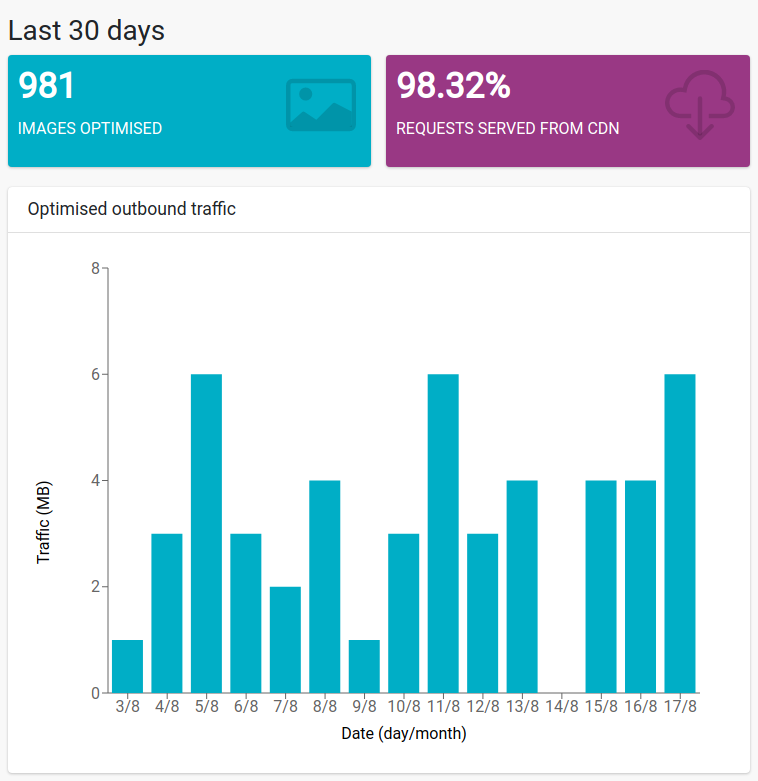 Last 30 days
981
IMAGES OPTIMISED
98.32%
REQUESTS SERVED FROM CDN
Optimised outbound traffic
8
6
4
2
0
Traffic (MB)
3/8 4/8 5/8 6/8 7/8 8/8 9/8 10/8 11/8 12/8 13/8 14/8 15/8 16/8 17/8
Date (day/month)